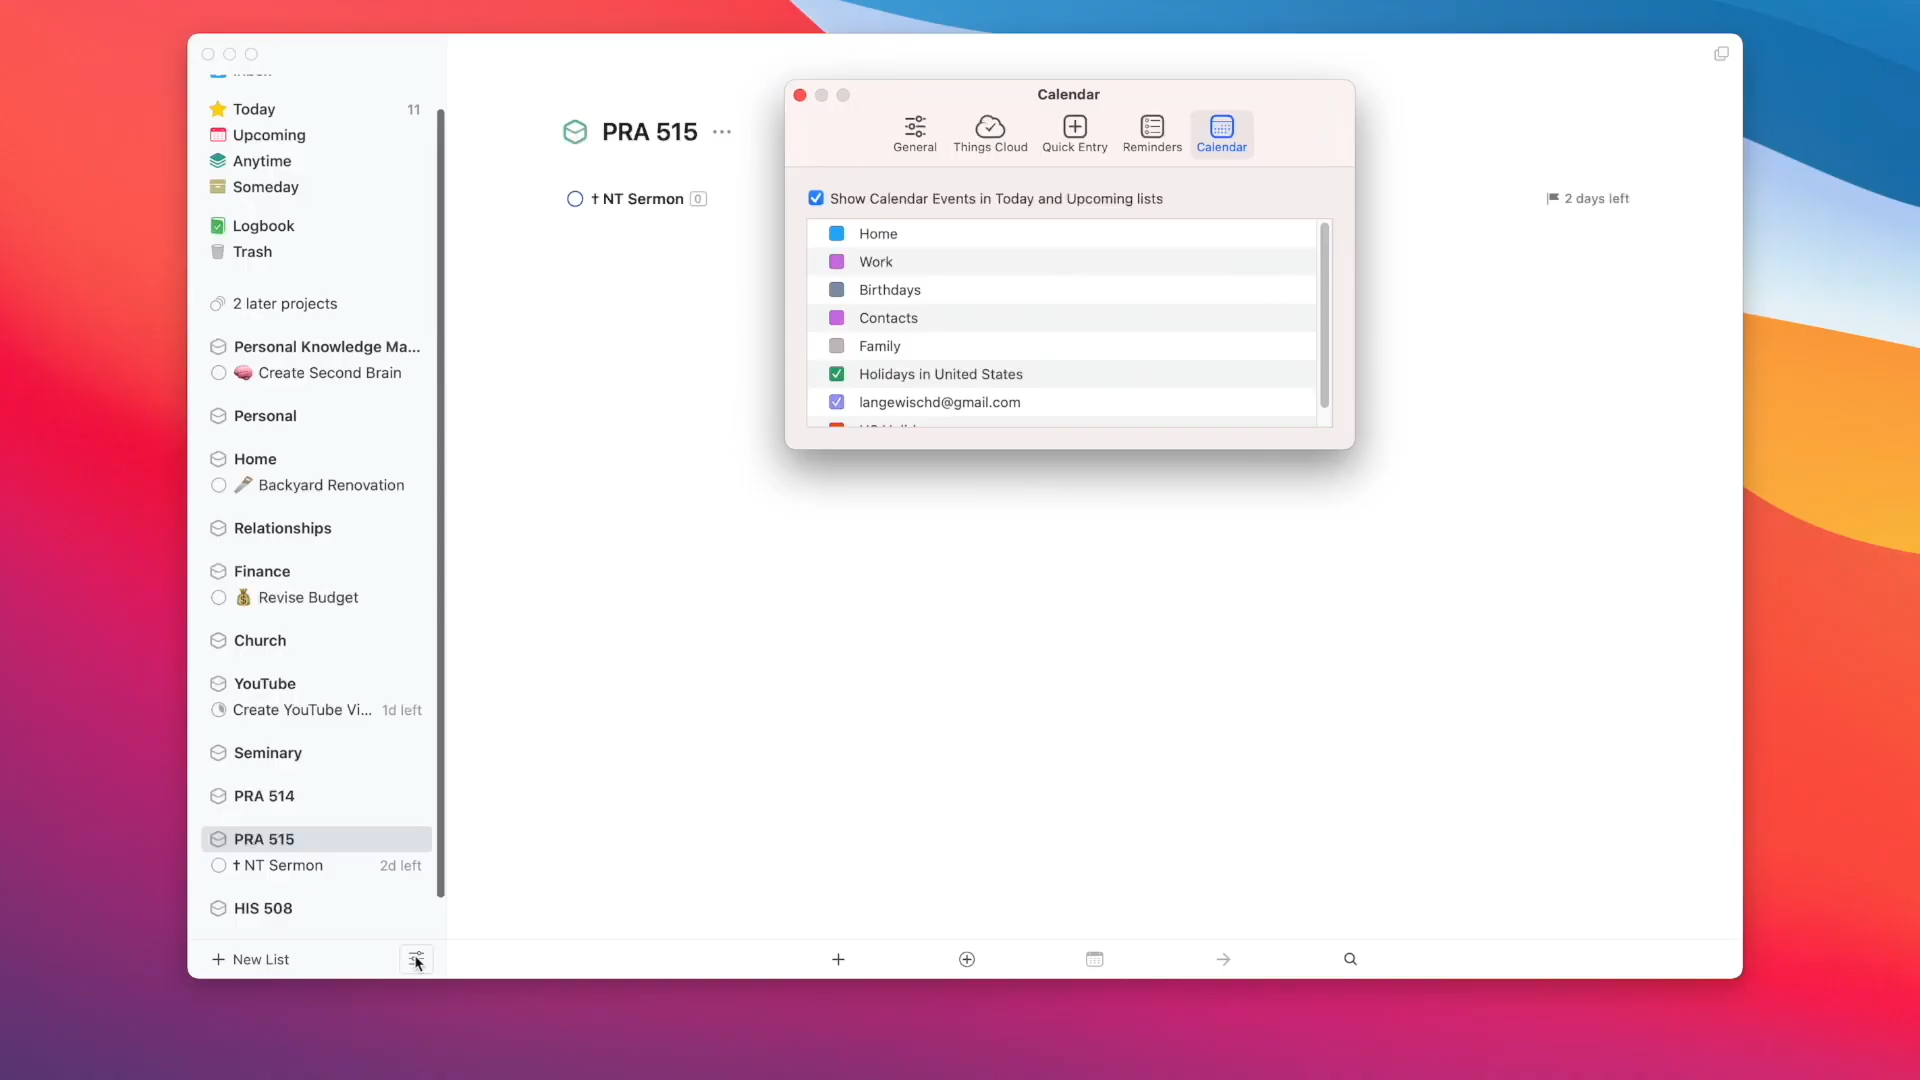 Today 11
Upcoming
Anytime
Someday
Logbook
Trash
2 later projects
Personal Knowledge Ma...
Create Second Brain
Personal
Home
Backyard Renovation
Relationships
Finance
Revise Budget
Church
YouTube
Create YouTube Vi... 1d left
Seminary
PRA 514
PRA 515
† NT Sermon 2d left
HIS 508
+ New List
PRA 515 ...
† NT Sermon 0
2 days left
Calendar
General
Things Cloud
Quick Entry
Reminders
Calendar
Show Calendar Events in Today and Upcoming lists
Home
Work
Birthdays
Contacts
Family
Holidays in United States
langewischd@gmail.com